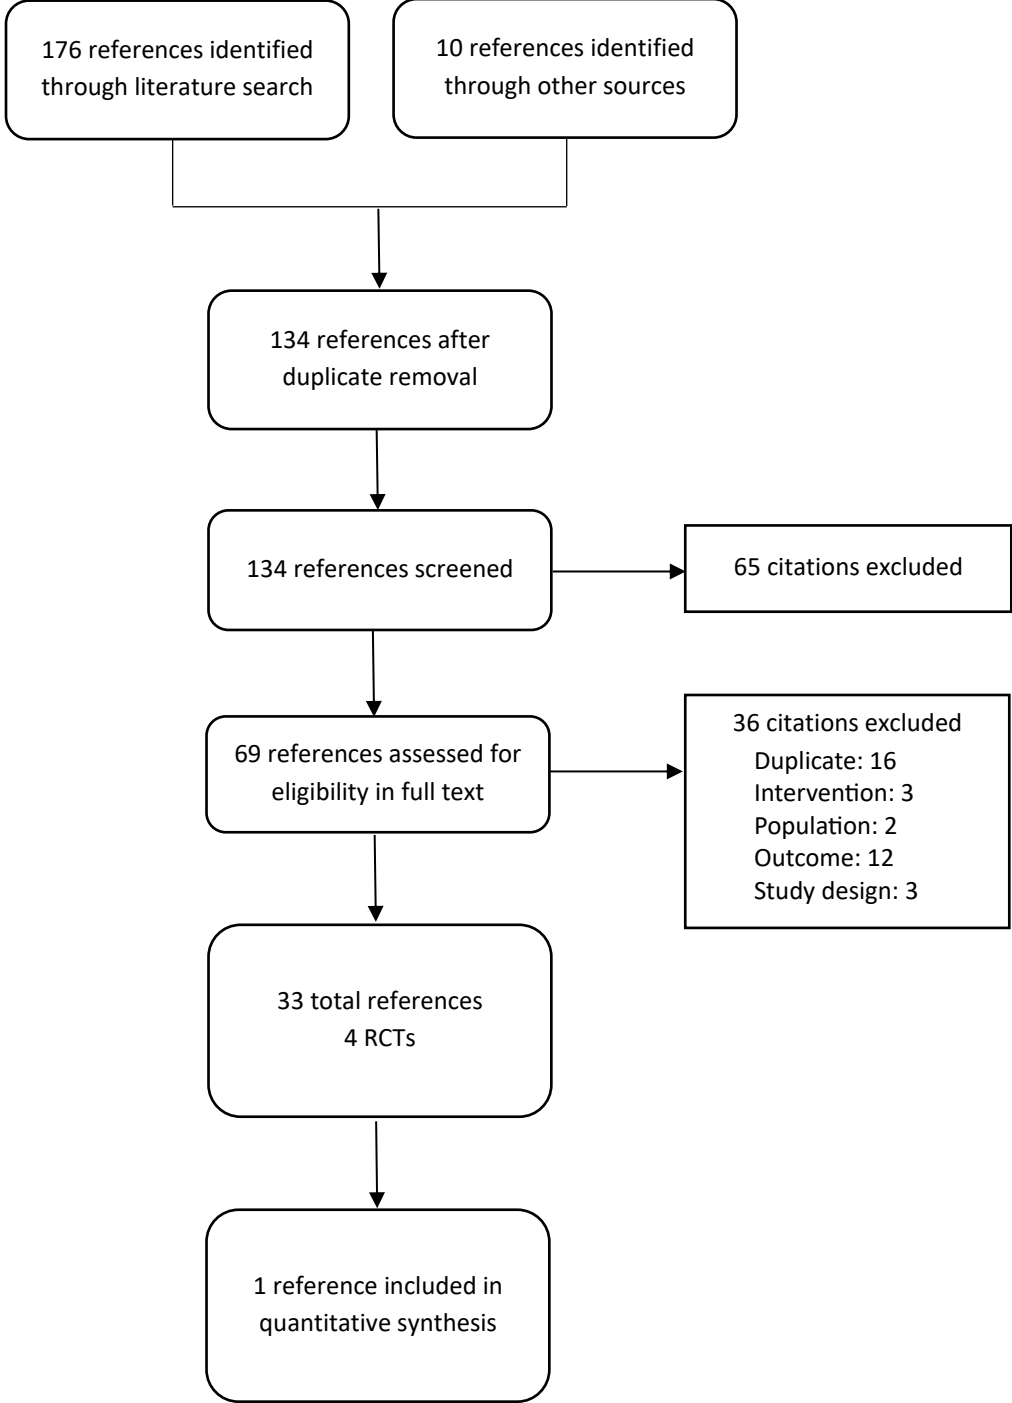 176 references identified
through literature search
10 references identified
through other sources
134 references after
duplicate removal
134 references screened
65 citations excluded
69 references assessed for
eligibility in full text
36 citations excluded
Duplicate: 16
Intervention: 3
Population: 2
Outcome: 12
Study design: 3
33 total references
4 RCTs
1 reference included in
quantitative synthesis